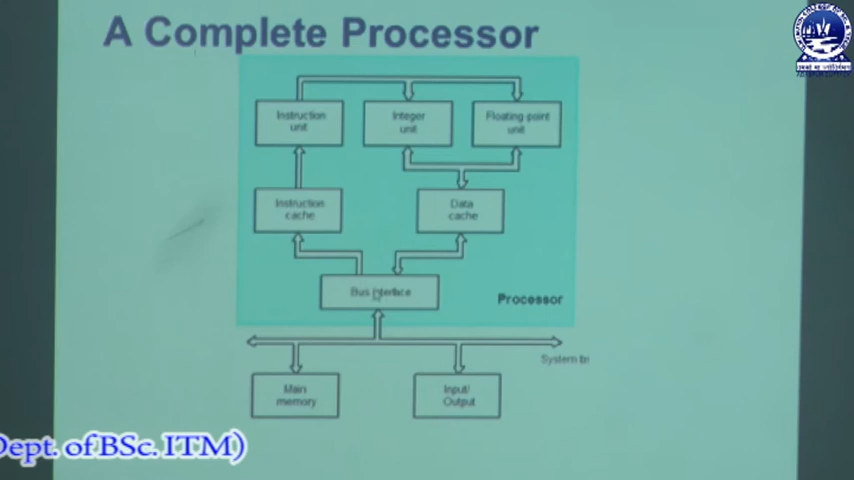 A Complete Processor
Instruction
unit
Integer
unit
Floating point
unit
Instruction
cache
Data
cache
Bus interface
Processor
System
Main
memory
Input/
Output
Dept. of BSc. ITM)